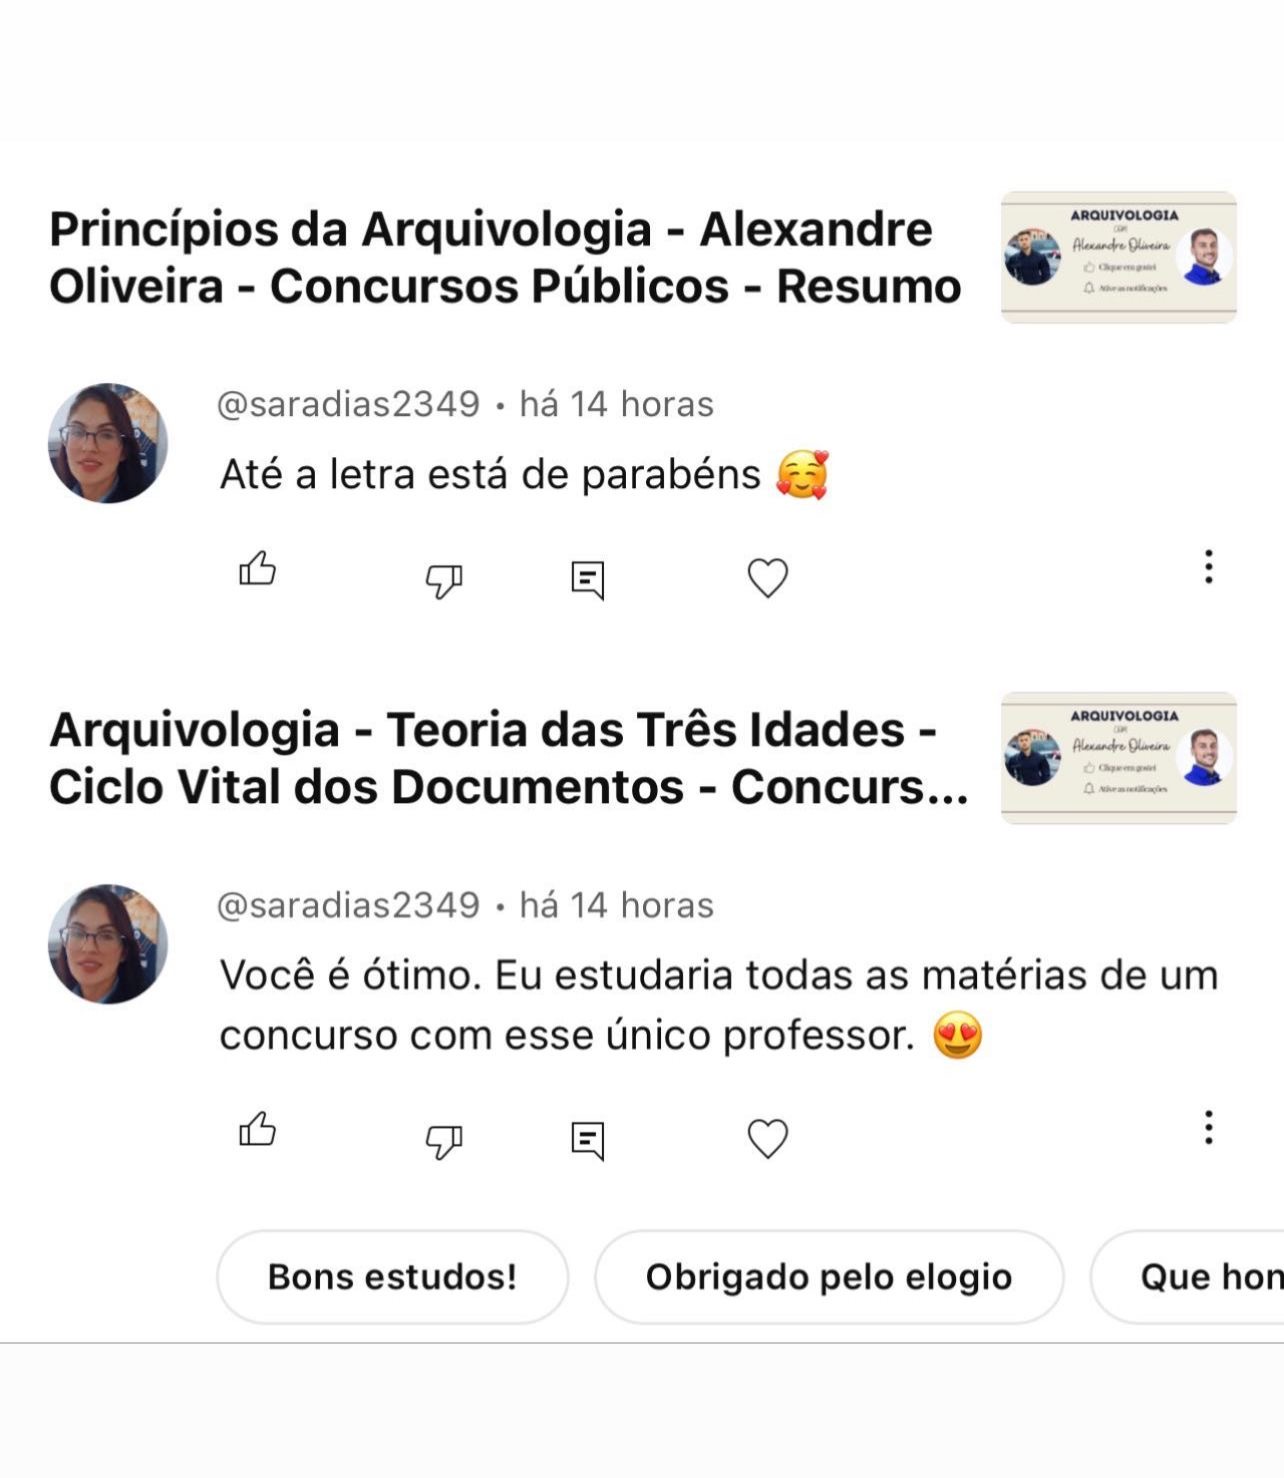 Princípios da Arquivologia - Alexandre
Oliveira - Concursos Públicos - Resumo
ARQUIVOLOGIA
COM
Alexandre Oliveira
Clique em gostei
Ative as notificações
@saradias2349 • há 14 horas
Até a letra está de parabéns 🥰
Arquivologia - Teoria das Três Idades -
Ciclo Vital dos Documentos - Concurs...
ARQUIVOLOGIA
COM
Alexandre Oliveira
Clique em gostei
Ative as notificações
@saradias2349 • há 14 horas
Você é ótimo. Eu estudaria todas as matérias de um
concurso com esse único professor. 😍
Bons estudos!
Obrigado pelo elogio
Que hon